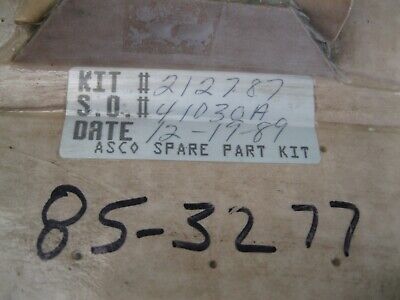 KIT # 212787
S.O. # 41030A
DATE 12-19-89
ASCO SPARE PART KIT
85-3277